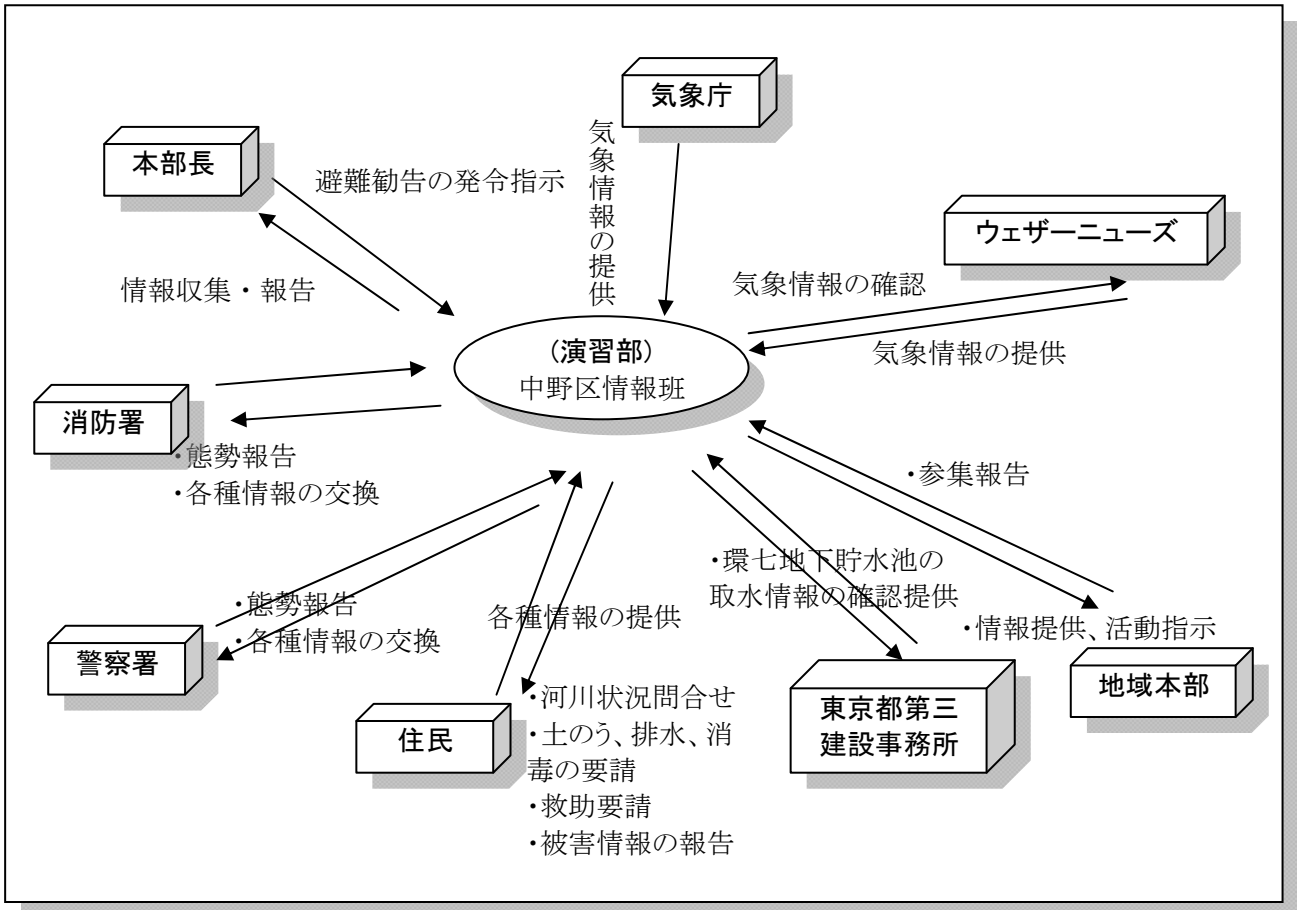 気象庁
本部長
避難勧告の発令指示
気象情報の提供
ウェザーニューズ
情報収集・報告
気象情報の確認
気象情報の提供
(演習部)
中野区情報班
消防署
・態勢報告
・各種情報の交換
・参集報告
・環七地下貯水池の
取水情報の確認提供
・態勢報告
・各種情報の交換
各種情報の提供
・情報提供、活動指示
警察署
地域本部
住民
・河川状況問合せ
・土のう、排水、消
毒の要請
・救助要請
・被害情報の報告
東京都第三
建設事務所